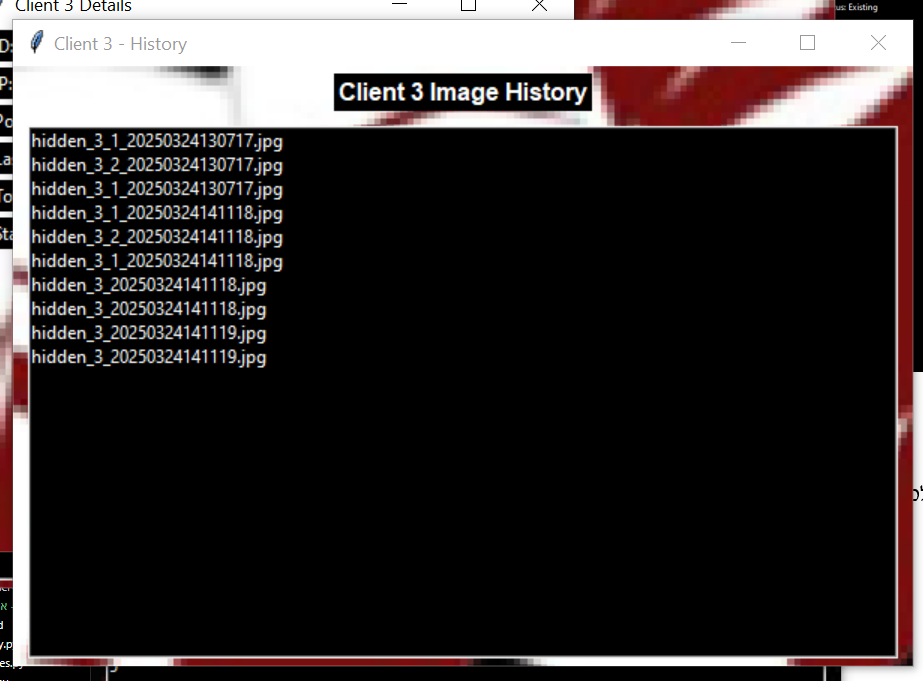 Client 3 Details
us: Existing
Client 3 - History
Client 3 Image History
hidden_3_1_20250324130717.jpg
hidden_3_2_20250324130717.jpg
hidden_3_1_20250324130717.jpg
hidden_3_1_20250324141118.jpg
hidden_3_2_20250324141118.jpg
hidden_3_1_20250324141118.jpg
hidden_3_20250324141118.jpg
hidden_3_20250324141118.jpg
hidden_3_20250324141119.jpg
hidden_3_20250324141119.jpg